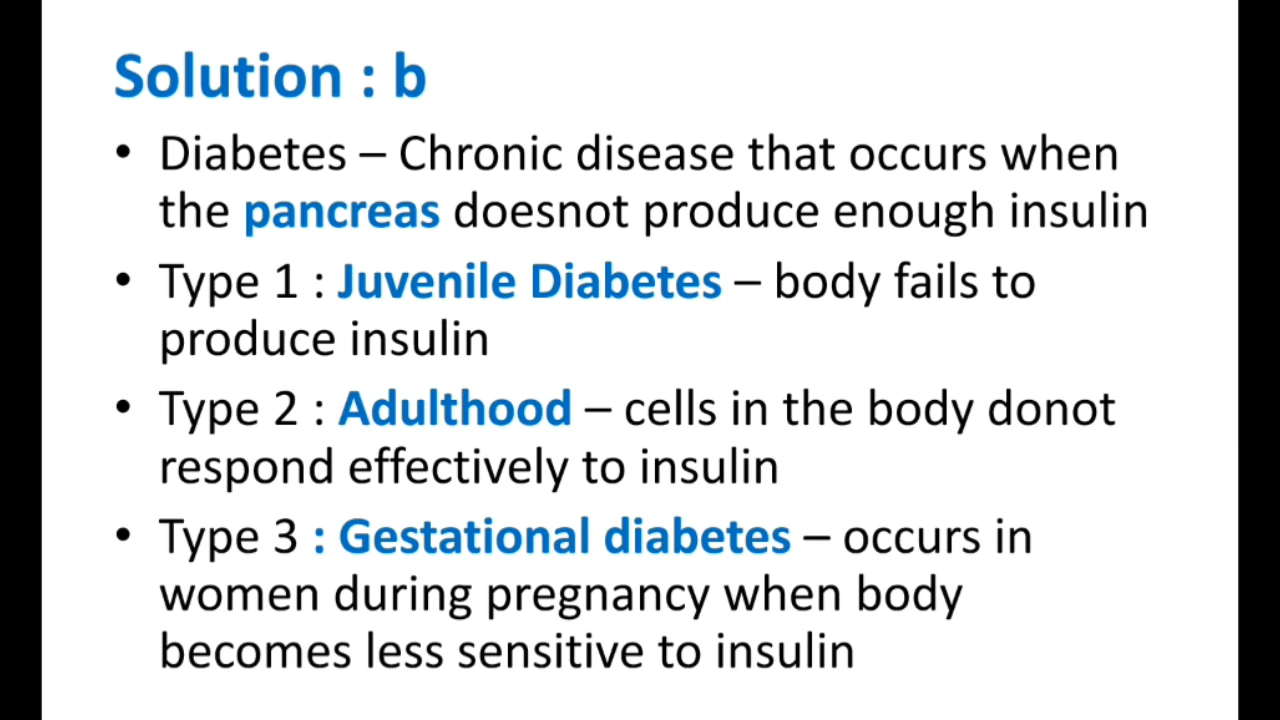 Solution : b
• Diabetes – Chronic disease that occurs when
the pancreas doesnot produce enough insulin
• Type 1 : Juvenile Diabetes – body fails to
produce insulin
• Type 2 : Adulthood – cells in the body donot
respond effectively to insulin
• Type 3 : Gestational diabetes – occurs in
women during pregnancy when body
becomes less sensitive to insulin